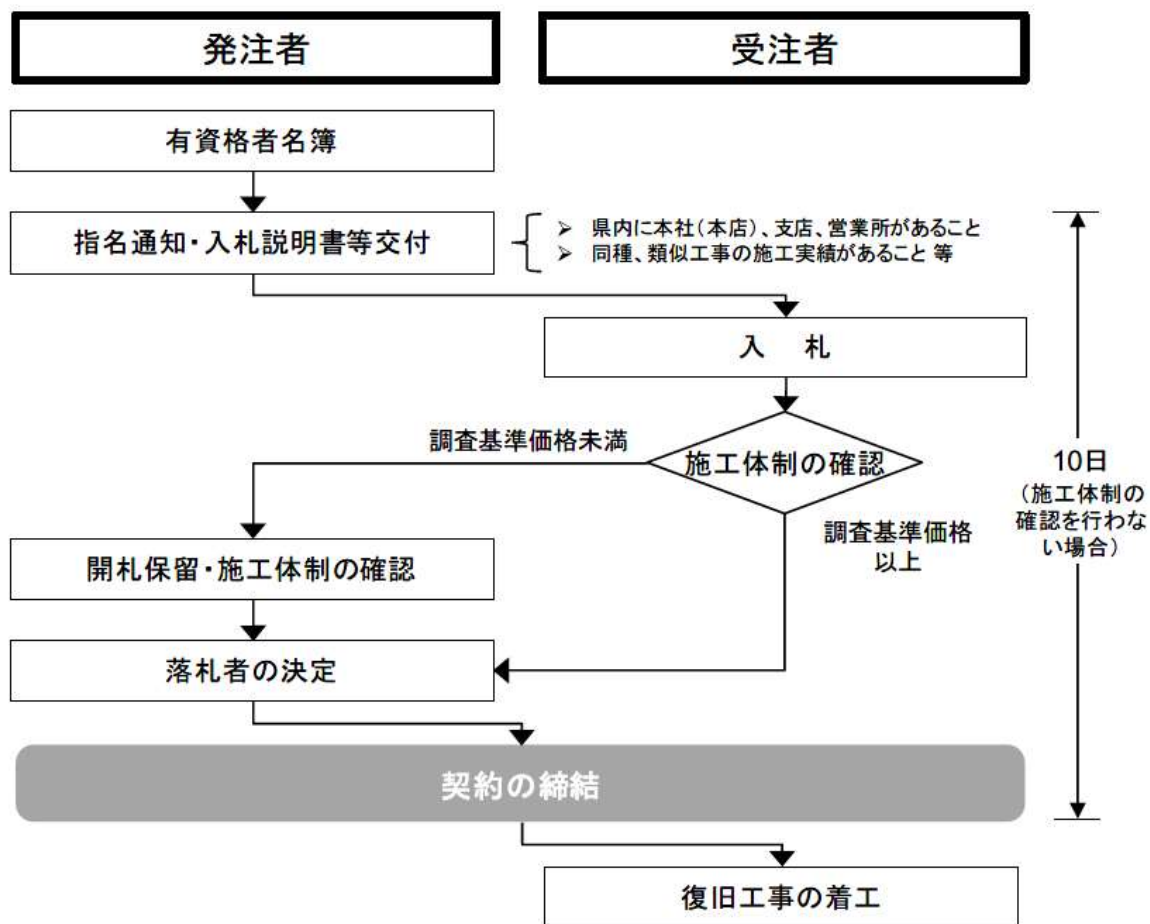 発注者
受注者
有資格者名簿
指名通知・入札説明書等交付
➢ 県内に本社(本店)、支店、営業所があること
➢ 同種、類似工事の施工実績があること 等
入 札
調査基準価格未満
施工体制の確認
10日
(施工体制の
確認を行わな
い場合)
調査基準価格
以上
開札保留・施工体制の確認
落札者の決定
契約の締結
復旧工事の着工